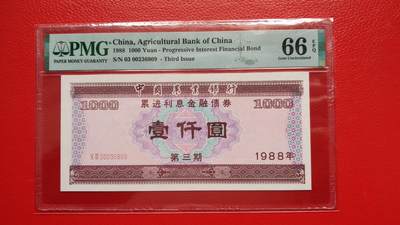 PMG
PAPER MONEY GUARANTY
China, Agricultural Bank of China
1988 1000 Yuan - Progressive Interest Financial Bond
S/N 03 00236909 - Third Issue
66 EPQ
Gem Uncirculated
中国农业银行
1000 累进利息金融债券 1000
壹仟圆
第三期
1988年